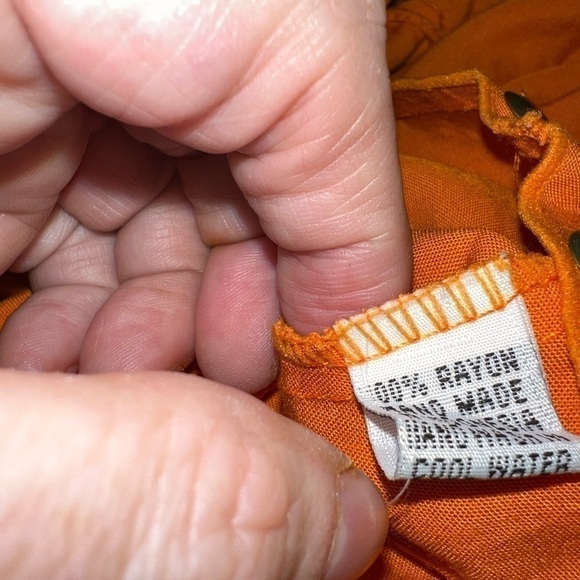 00% RAYON
MADE
HAND
COOL WATER